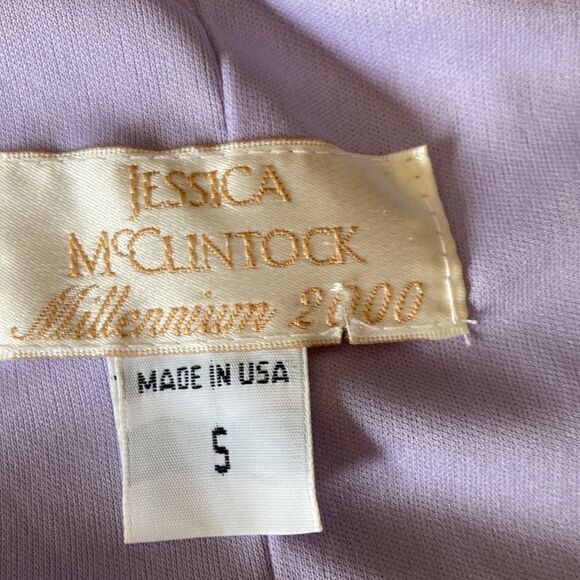 JESSICA
McCLINTOCK
Millennium 2000
MADE IN USA
S